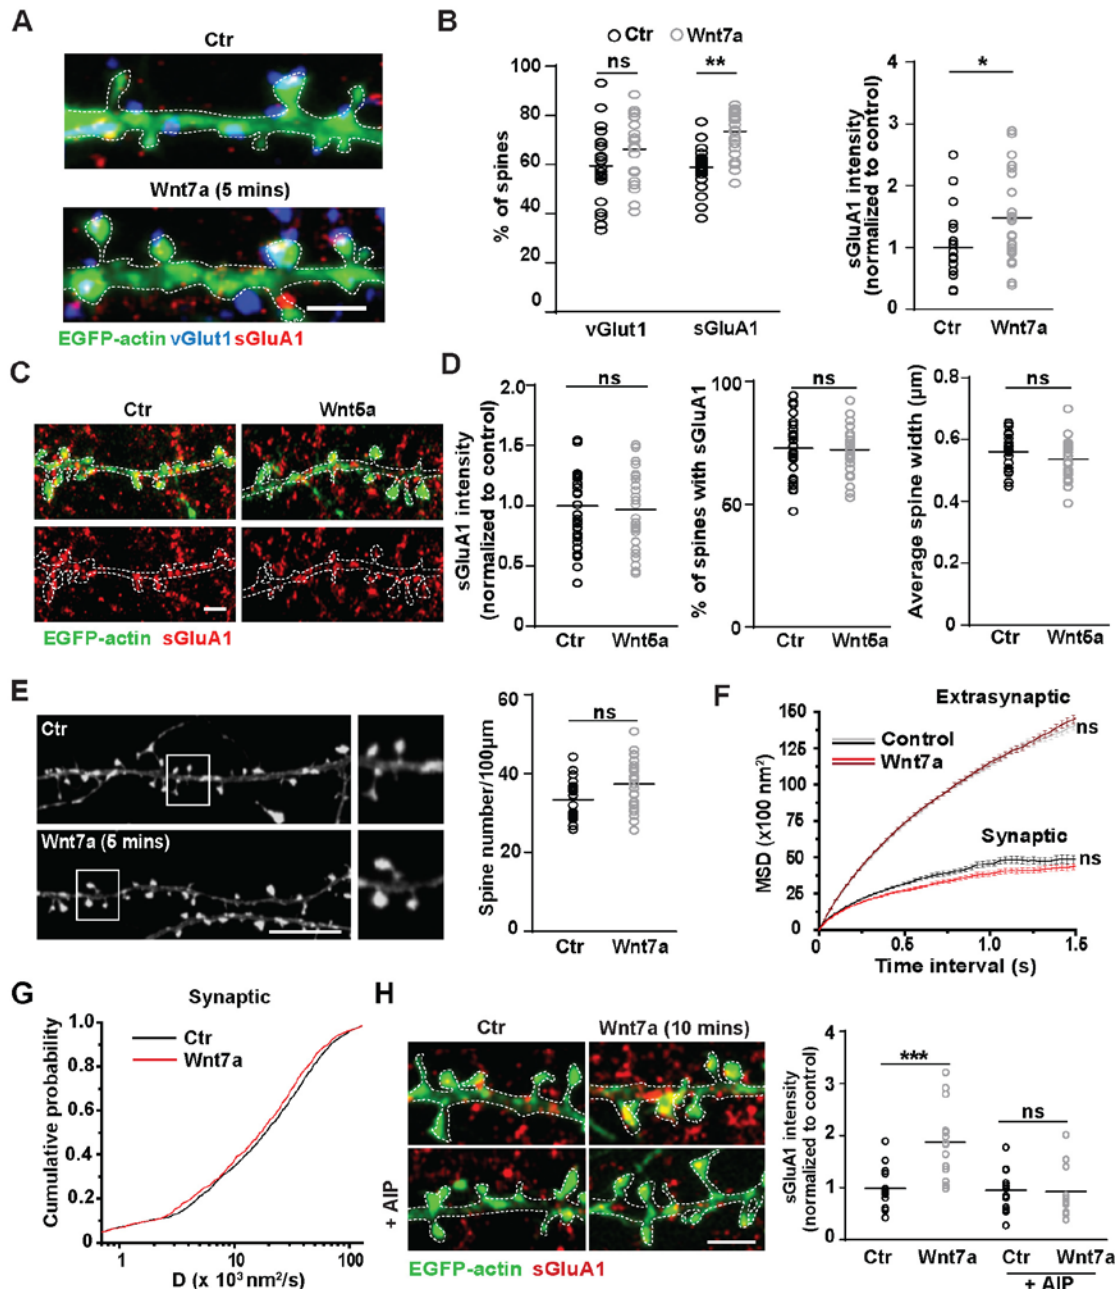 A
Ctr
Wnt7a (5 mins)
EGFP-actin vGlut1 sGluA1
B
Ctr Wnt7a
% of spines
100
80
60
40
20
0
ns
**
vGlut1 sGluA1
sGluA1 intensity
(normalized to control)
4
3
2
1
0
*
Ctr Wnt7a
C
Ctr Wnt5a
EGFP-actin sGluA1
D
sGluA1 intensity
(normalized to control)
2.0
1.5
1.0
0.5
0
ns
Ctr Wnt5a
% of spines with sGluA1
100
50
0
ns
Ctr Wnt5a
Average spine width (µm)
0.8
0.6
0.4
0.2
0
ns
Ctr Wnt5a
E
Ctr
Wnt7a (5 mins)
Spine number/100µm
60
40
20
0
ns
Ctr Wnt7a
F
Extrasynaptic
Control
Wnt7a
ns
Synaptic
ns
MSD (x100 nm²)
150
125
100
75
50
25
0
0 0.5 1.0 1.5
Time interval (s)
G
Synaptic
Ctr
Wnt7a
Cumulative probability
1.0
0.8
0.6
0.4
0.2
0
1 10 100
D (x 10³ nm²/s)
H
Ctr Wnt7a (10 mins)
+ AIP
EGFP-actin sGluA1
sGluA1 intensity
(normalized to control)
4
3
2
1
0
***
ns
Ctr Wnt7a Ctr Wnt7a
+ AIP